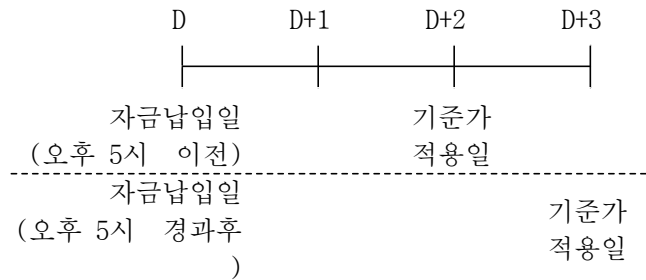 D D+1 D+2 D+3
자금납입일 기준가
(오후 5시 이전) 적용일
자금납입일
(오후 5시 경과후
)
기준가
적용일